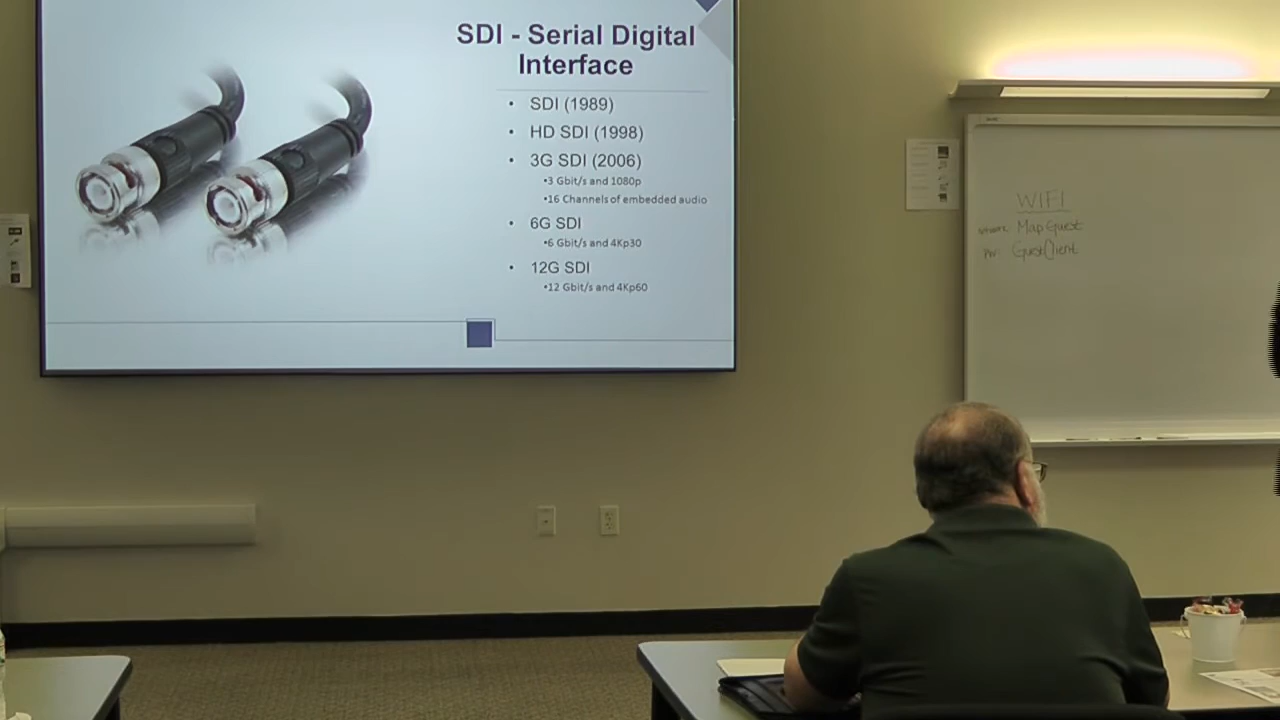 SDI - Serial Digital
Interface
• SDI (1989)
• HD SDI (1998)
• 3G SDI (2006)
•3 Gbit/s and 1080p
•16 Channels of embedded audio
• 6G SDI
•6 Gbit/s and 4Kp30
• 12G SDI
•12 Gbit/s and 4Kp60
WIFI
MapGuest
GuestClient